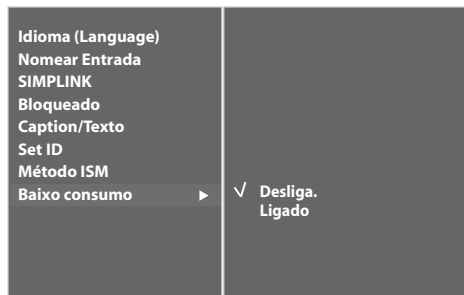 Idioma (Language)
Nomear Entrada
SIMPLINK
Bloqueado
Caption/Texto
Set ID
Método ISM
Baixo consumo ▶
√ Desliga.
Ligado